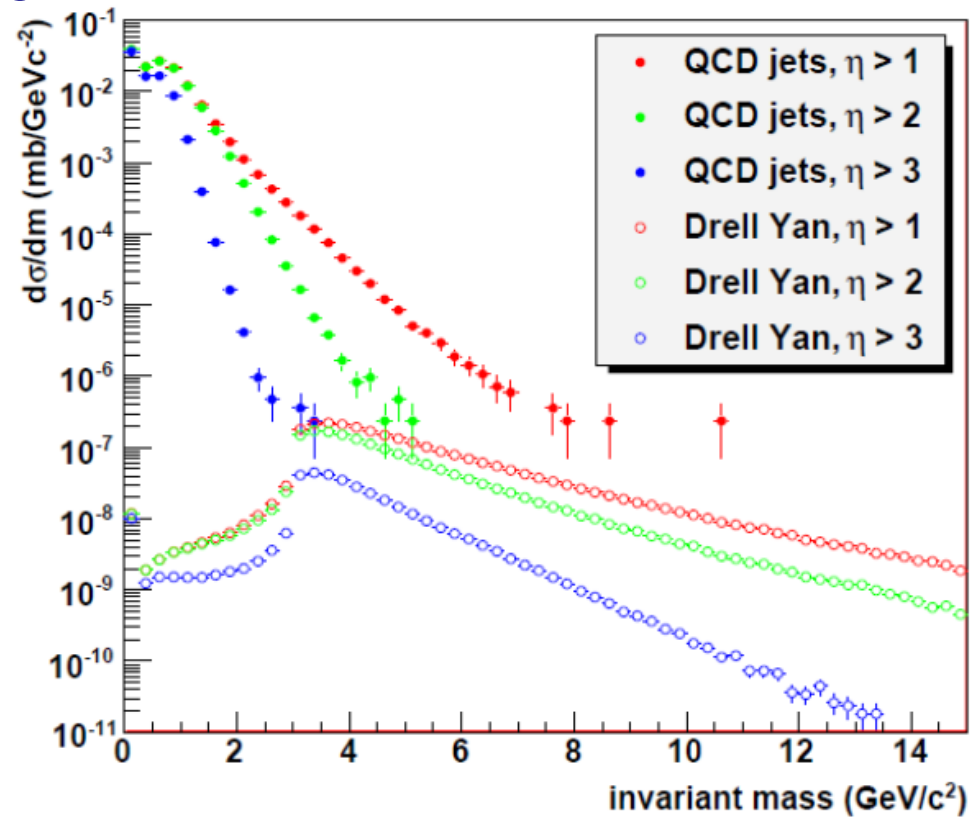 dσ/dm (mb/GeVc⁻²)
10⁻¹
10⁻²
10⁻³
10⁻⁴
10⁻⁵
10⁻⁶
10⁻⁷
10⁻⁸
10⁻⁹
10⁻¹⁰
10⁻¹¹
QCD jets, η > 1
QCD jets, η > 2
QCD jets, η > 3
Drell Yan, η > 1
Drell Yan, η > 2
Drell Yan, η > 3
0 2 4 6 8 10 12 14
invariant mass (GeV/c²)